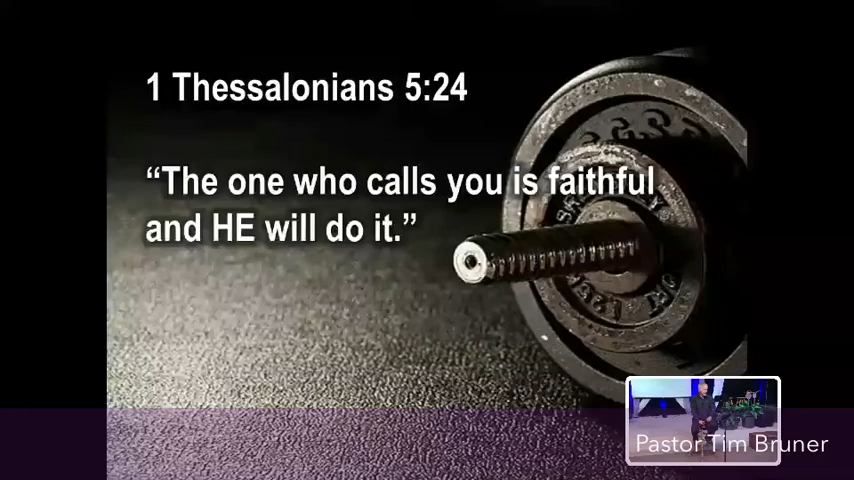 1 Thessalonians 5:24
“The one who calls you is faithful
and HE will do it.”
Pastor Tim Bruner